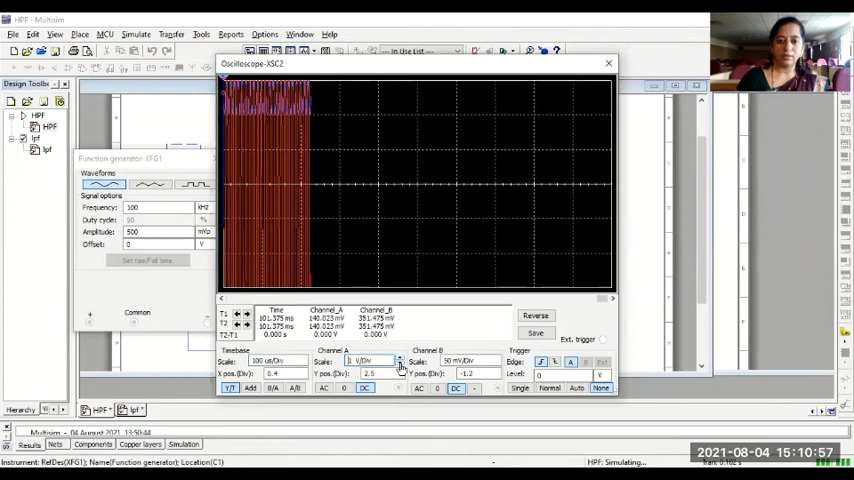 HPF - Multisim
File Edit View Place MCU Simulate Transfer Tools Reports Options Window Help
In Use List
Design Toolbox
HPF
HPF
lpf
lpf
Oscilloscope-XSC2
Function generator-XFG1
Waveforms
Signal options
Frequency: 100 kHz
Duty cycle: 50 %
Amplitude: 500 mVp
Offset: 0 V
Set rise/Fall time
+ Common -
T1
T2
T2-T1
Time Channel_A Channel_B
101.375 ms 140.023 mV 351.475 mV
101.375 ms 140.023 mV 351.475 mV
0.000 s 0.000 V 0.000 V
Reverse
Save
Ext. trigger
Timebase
Scale: 100 us/Div
X pos.(Div): 0.4
Y/T Add B/A A/B
Channel A
Scale: 1 V/Div
Y pos.(Div): 2.5
AC 0 DC
Channel B
Scale: 50 mV/Div
Y pos.(Div): -1.2
AC 0 DC -
Trigger
Edge: A B Ext
Level: 0 V
Single Normal Auto None
Hierarchy
HPF * lpf *
Multisim - 04 August 2021, 13:50:44
Results Nets Components Copper layers Simulation
Instrument: RefDes(XFG1); Name(Function generator); Location(C1)
-
HPF: Simulating...
Tran: 0.102 s
2021-08-04 15:10:57